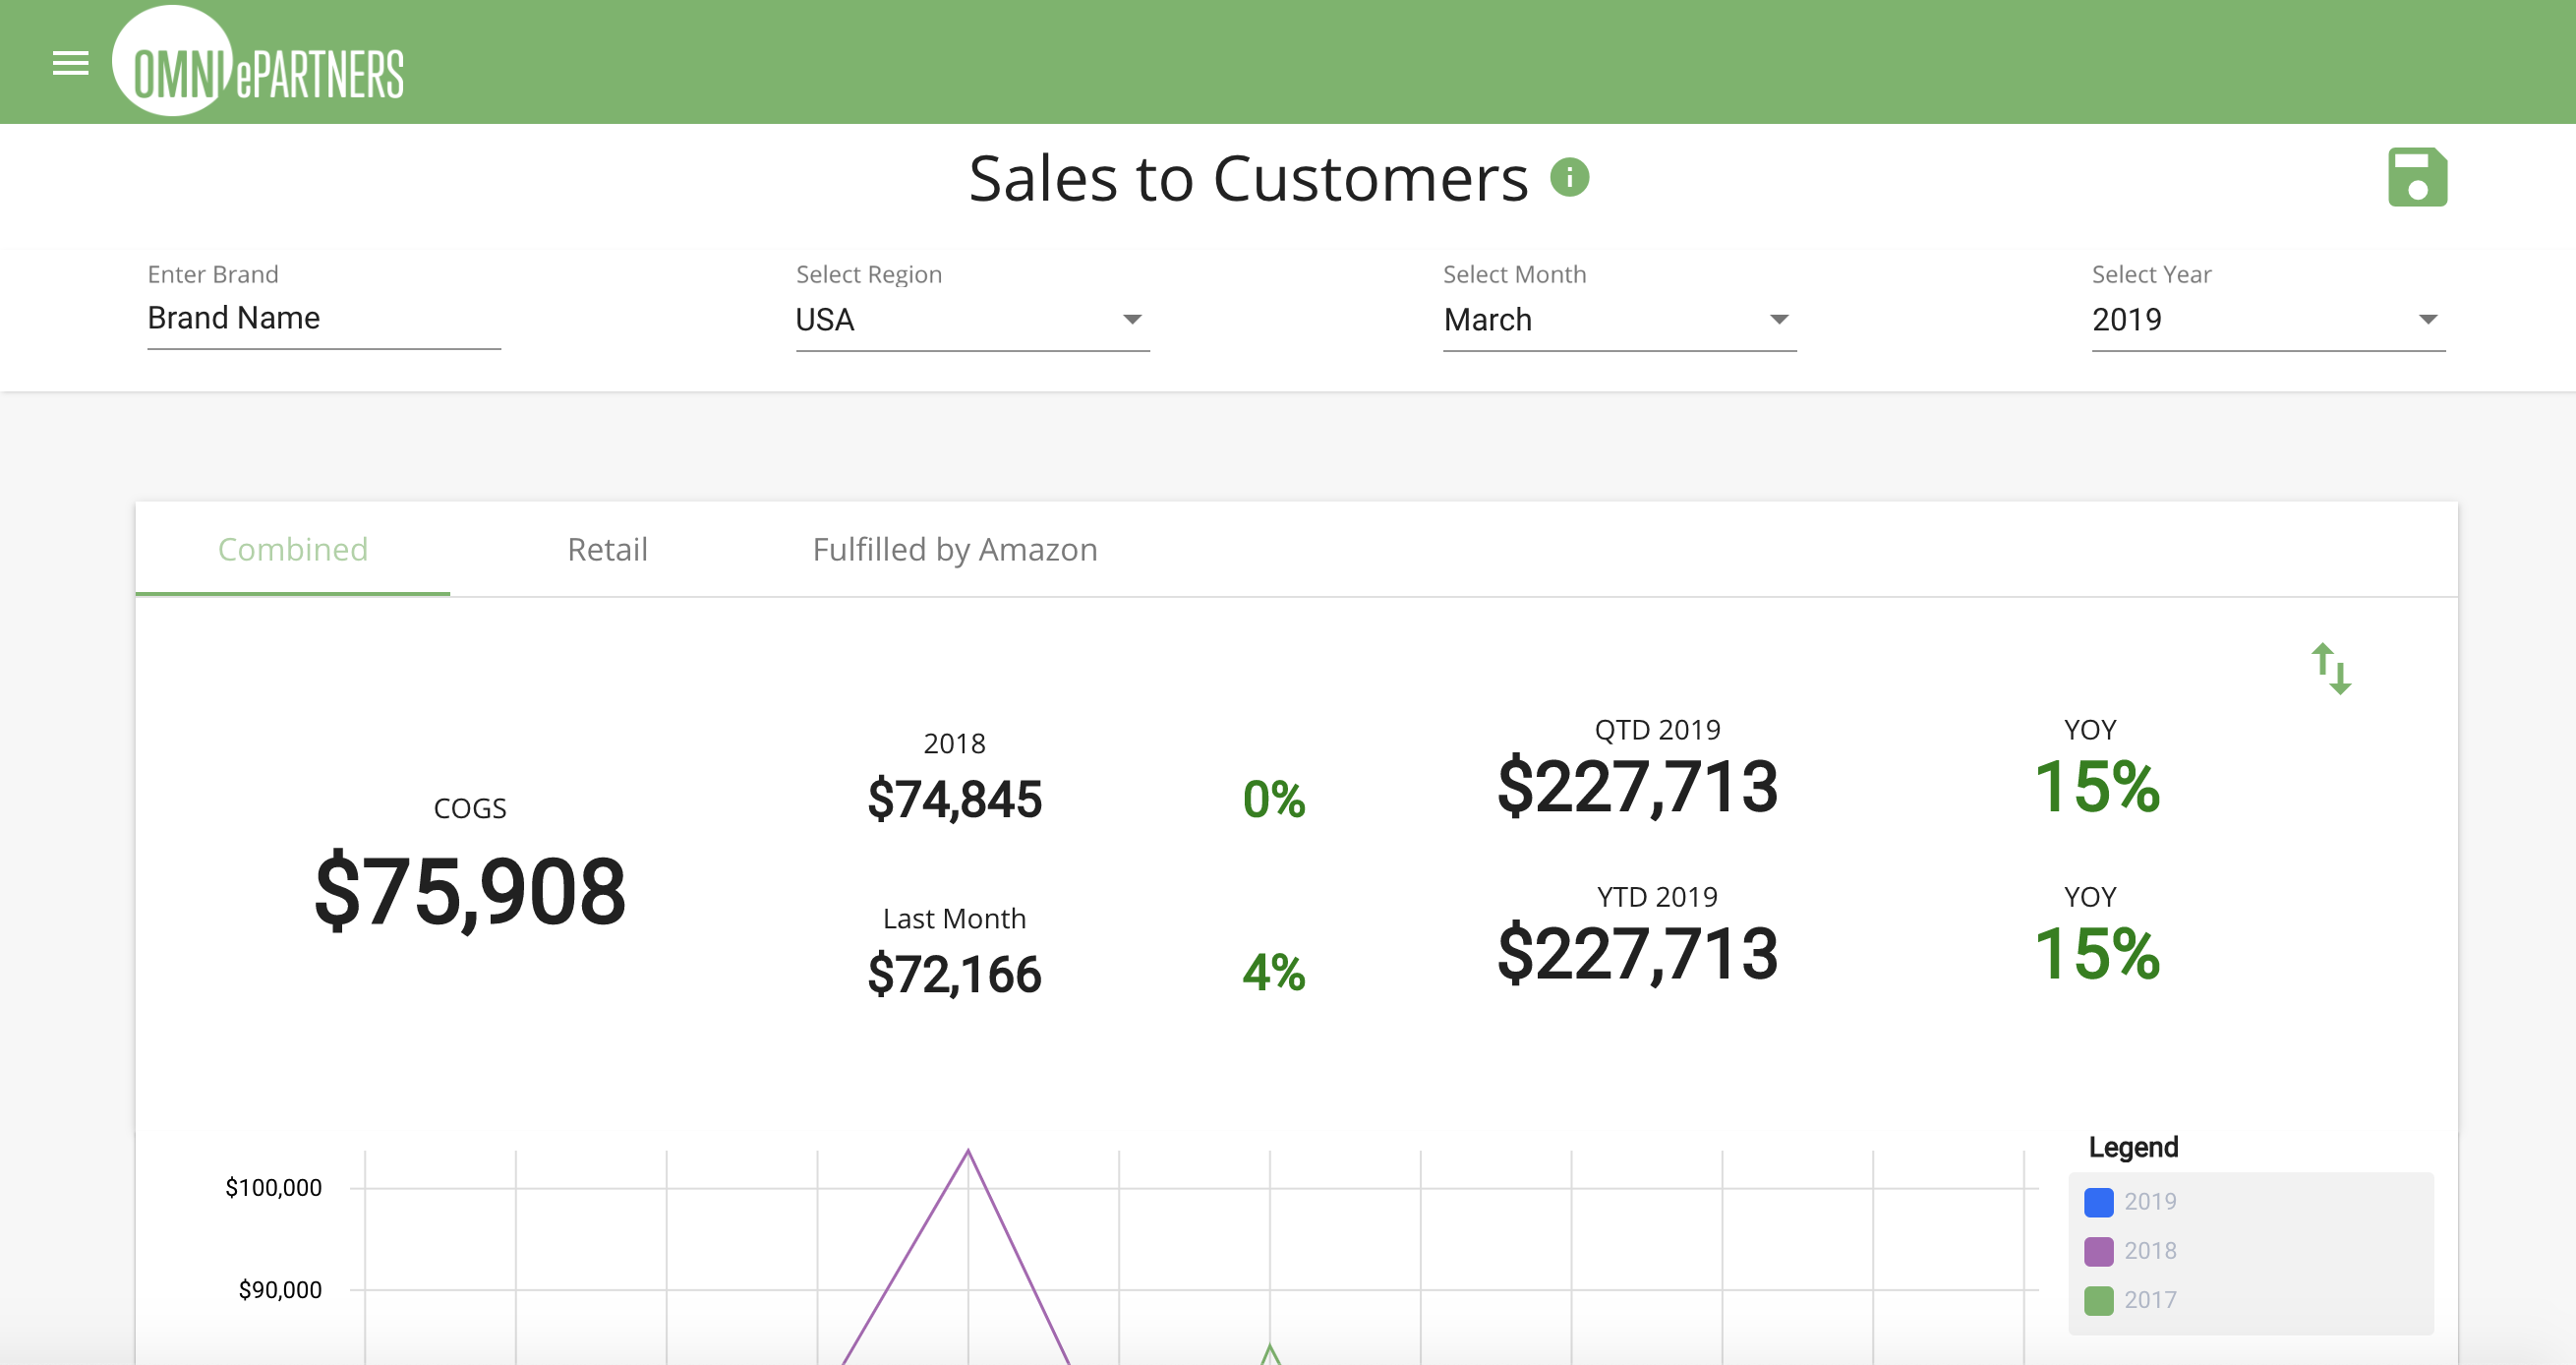 OMNI ePARTNERS
Sales to Customers i
Enter Brand
Brand Name
Select Region
USA
Select Month
March
Select Year
2019
Combined
Retail
Fulfilled by Amazon
COGS
$75,908
2018
$74,845
0%
Last Month
$72,166
4%
QTD 2019
$227,713
YOY
15%
YTD 2019
$227,713
YOY
15%
$100,000
$90,000
Legend
2019
2018
2017